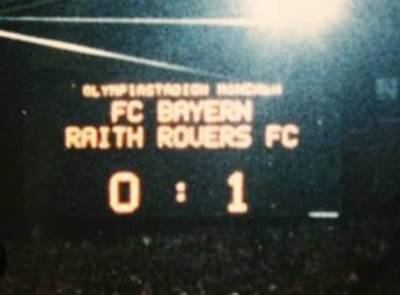 OLYMPIASTADION MÜNCHEN
FC BAYERN
RAITH ROVERS FC
0 : 1